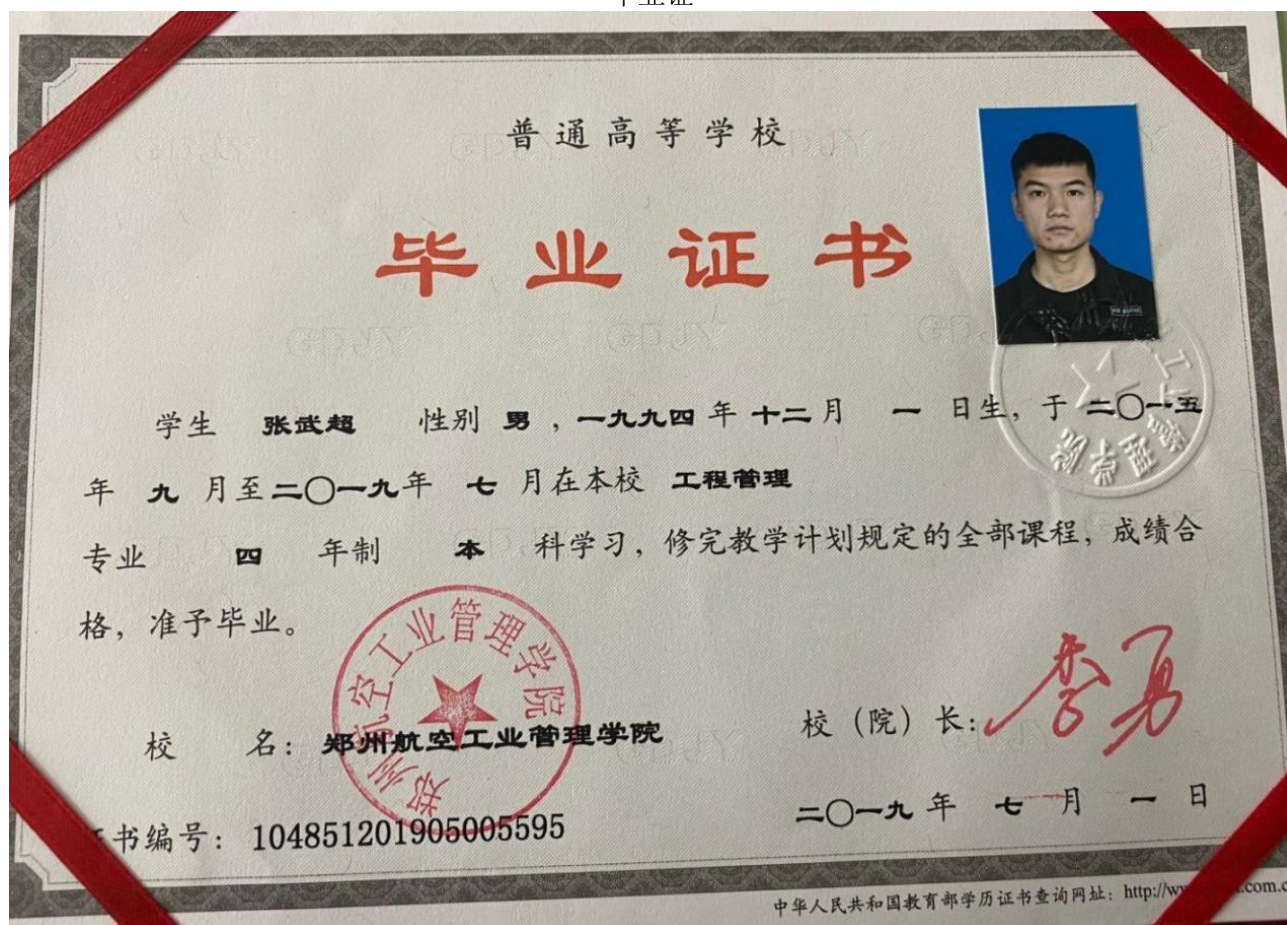 毕业证
普通高等学校
毕业证书
学生 张武超 性别 男 ，一九九四 年 十二 月 一 日生，于 二〇一五
年 九 月至 二〇一九 年 七 月在本校 工程管理
专业 四 年制 本 科学习，修完教学计划规定的全部课程，成绩合
格，准予毕业。
郑州航空工业管理学院
校 名： 郑州航空工业管理学院
校（院）长： 李勇
书编号： 104851201905005595
二〇一九 年 七 月 一 日
中华人民共和国教育部学历证书查询网址： http://